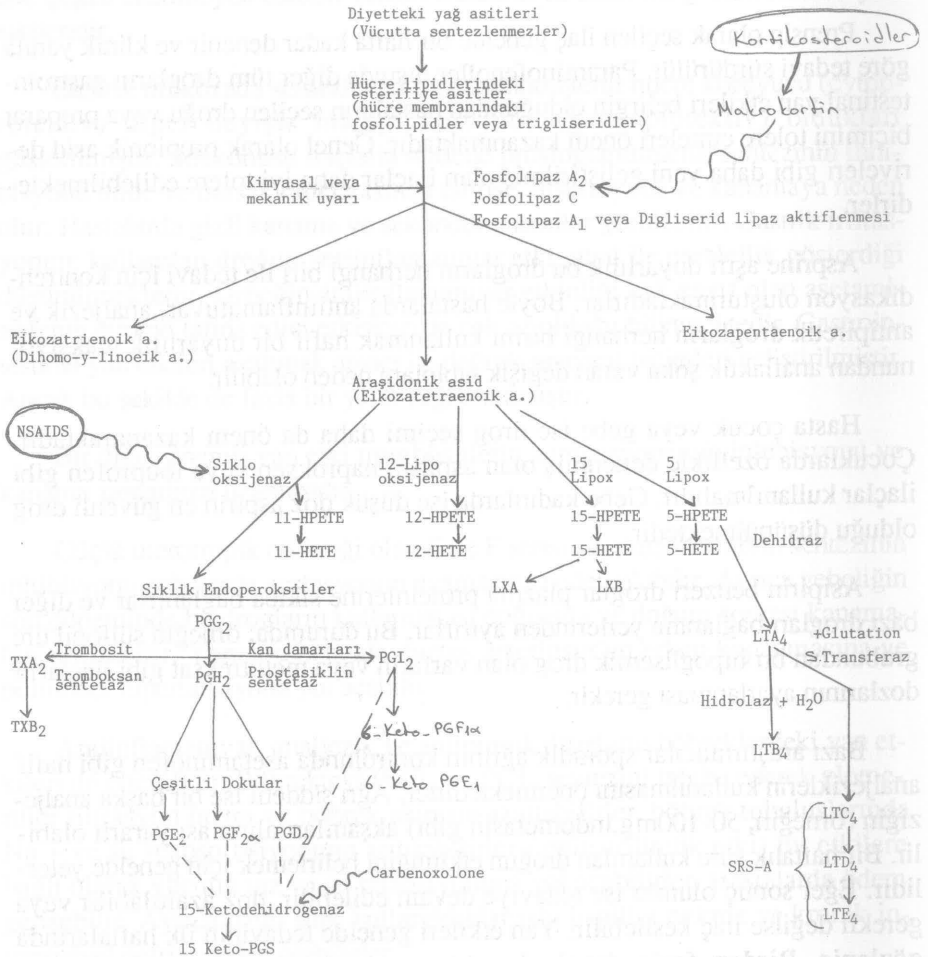 Diyetteki yağ asitleri
(Vücutta sentezlenmezler)
Kortikosteroidler
Hücre lipidlerindeki
esterifiye asitler
(hücre membranındaki
fosfolipidler veya trigliseridler)
Kimyasal veya
mekanik uyarı
Fosfolipaz A2
Fosfolipaz C
Fosfolipaz A1 veya Digliserid lipaz aktiflenmesi
Eikozatrienoik a.
(Dihomo-–linoeik a.)
Eikozapentaenoik a.
Araşidonik asid
(Eikozatetraenoik a.)
NSAIDS
Siklo
oksijenaz
12-Lipo
oksijenaz
15
Lipox
5
Lipox
11-HPETE
12-HPETE
15-HPETE
5-HPETE
Dehidraz
11-HETE
12-HETE
15-HETE
5-HETE
LXA
LXB
Siklik Endoperoksitler
PGG2
TXA2
Trombosit
Tromboksan
sentetaz
PGH2
Kan damarları
Prostasiklin
sentetaz
PGI2
TXB2
LTA4
+Glutation
Transferaz
Hidrolaz + H2O
LTB4
6-Keto-PGF1α
6-Keto PGE1
Çeşitli Dokular
PGE2
PGF2α
PGD2
Carbenoxolone
15-Ketodehidrogenaz
15 Keto-PGS
LTC4
SRS-A
LTD4
LTE4